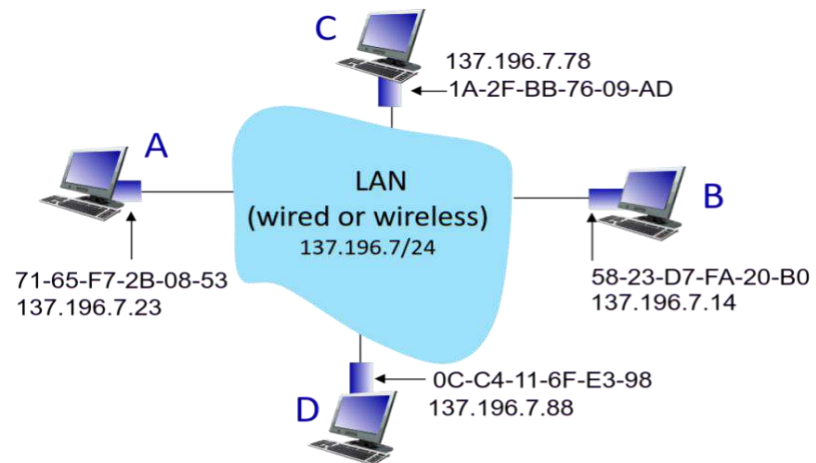 C
137.196.7.78
1A-2F-BB-76-09-AD
A
LAN
(wired or wireless)
137.196.7/24
B
71-65-F7-2B-08-53
137.196.7.23
58-23-D7-FA-20-B0
137.196.7.14
0C-C4-11-6F-E3-98
D
137.196.7.88